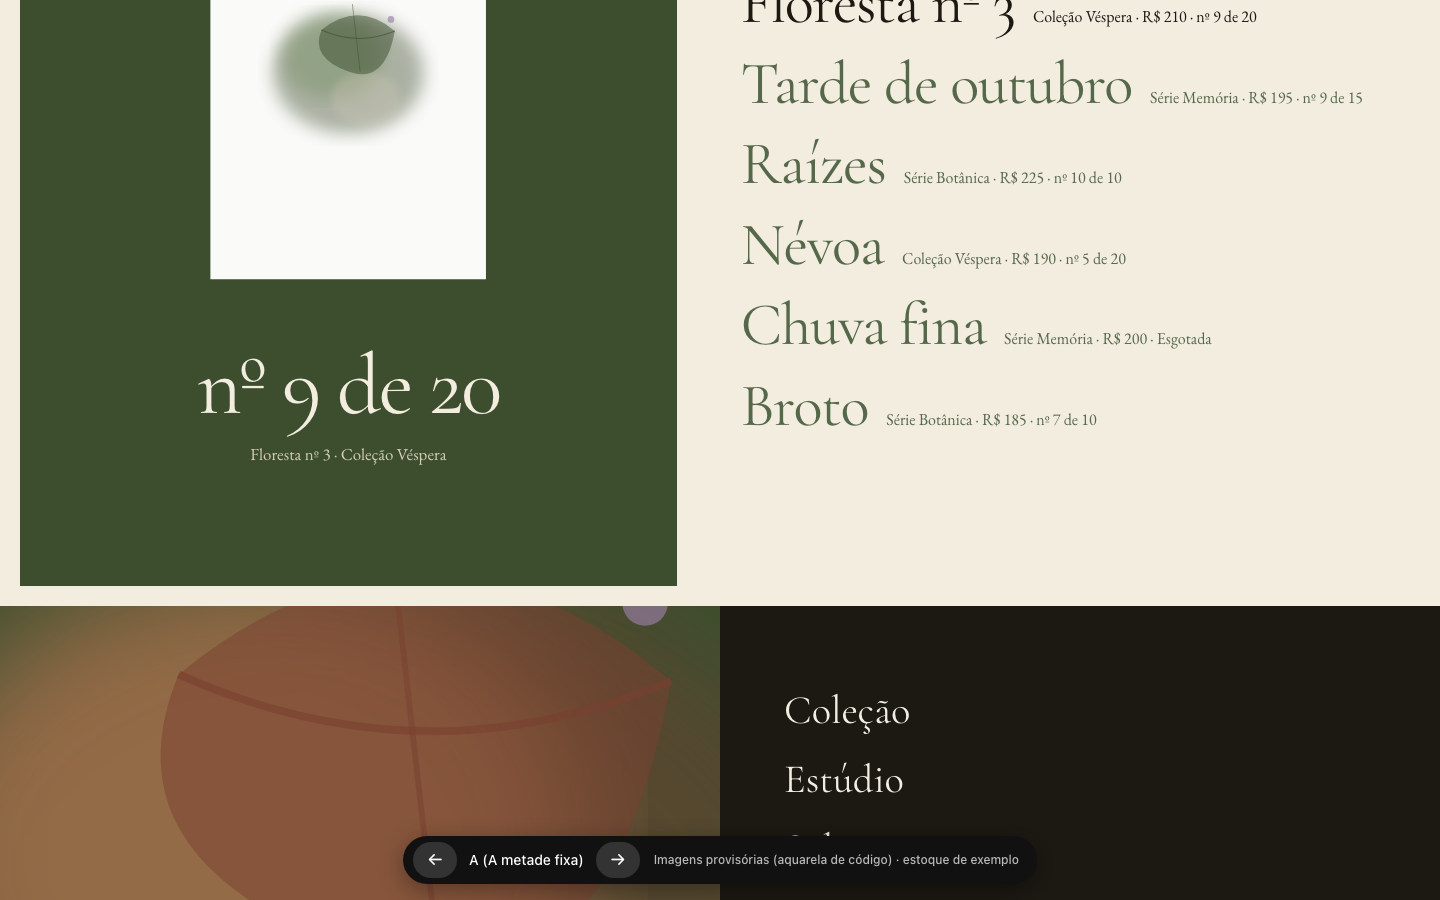 Floresta nº 3 Coleção Véspera · R$ 210 · nº 9 de 20
Tarde de outubro Série Memória · R$ 195 · nº 9 de 15
Raízes Série Botânica · R$ 225 · nº 10 de 10
Névoa Coleção Véspera · R$ 190 · nº 5 de 20
Chuva fina Série Memória · R$ 200 · Esgotada
Broto Série Botânica · R$ 185 · nº 7 de 10
nº 9 de 20
Floresta nº 3 · Coleção Véspera
Coleção
Estúdio
A (A metade fixa)
Imagens provisórias (aquarela de código) · estoque de exemplo